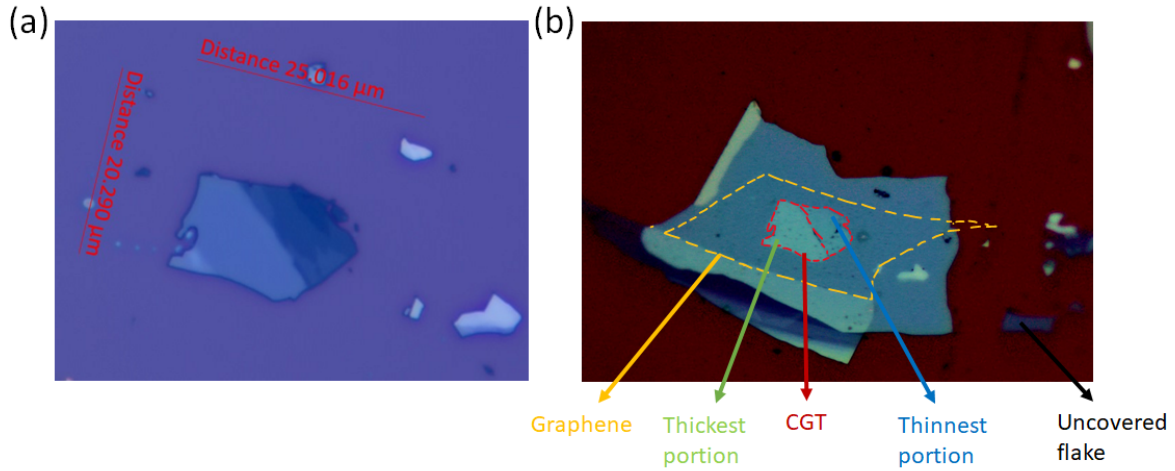 (a)
Distance 25.016 µm
Distance 20.290 µm
(b)
Graphene
Thickest
portion
CGT
Thinnest
portion
Uncovered
flake